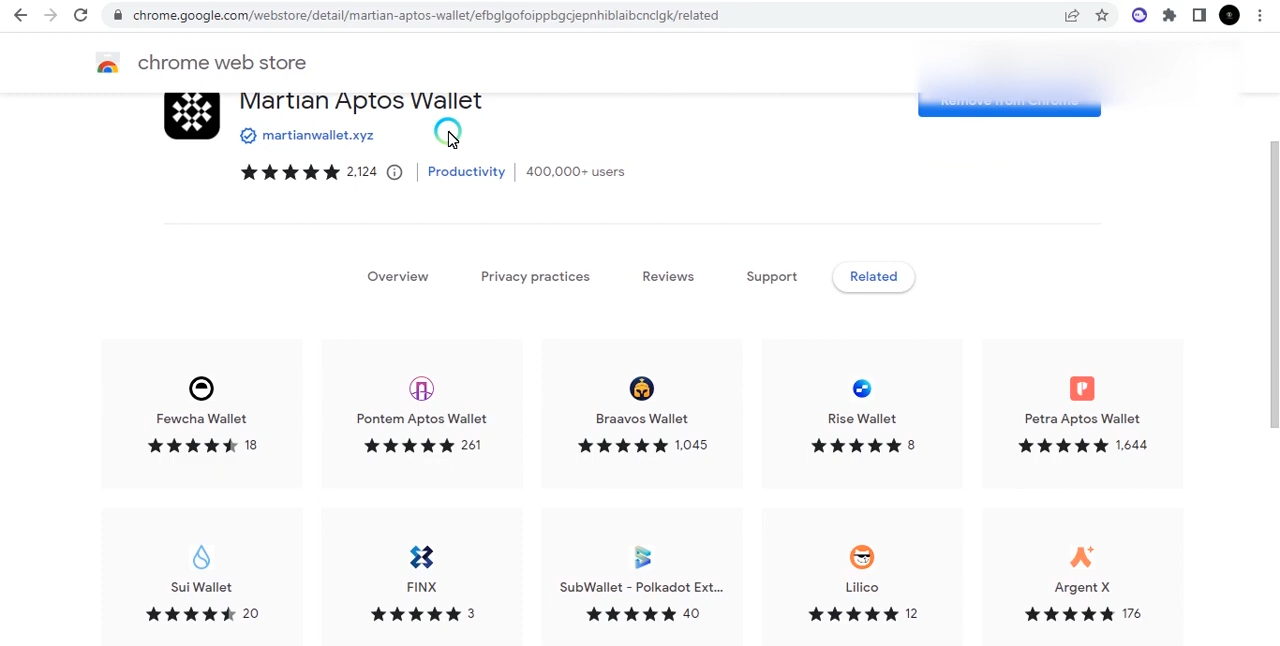 chrome.google.com/webstore/detail/martian-aptos-wallet/efbglgofoippbgcjepnhiblaibcnclgk/related
chrome web store
Martian Aptos Wallet
Remove from Chrome
martianwallet.xyz
2,124 Productivity 400,000+ users
Overview Privacy practices Reviews Support Related
Fewcha Wallet Pontem Aptos Wallet Braavos Wallet Rise Wallet Petra Aptos Wallet
18 261 1,045 8 1,644
Sui Wallet FINX SubWallet - Polkadot Ext... Lilico Argent X
20 3 40 12 176